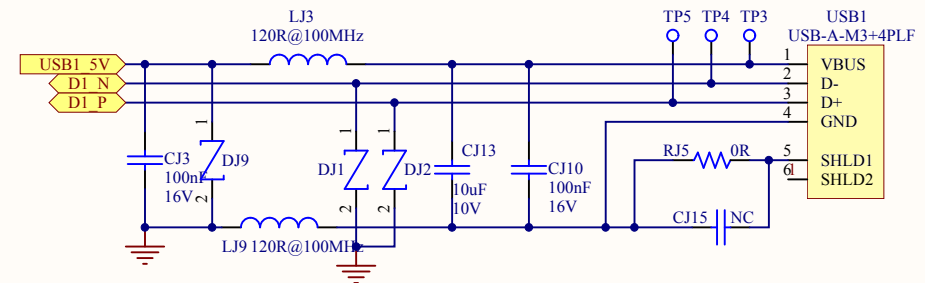 LJ3
120R@100MHz
TP5 TP4 TP3
USB1
USB-A-M3+4PLF
USB1_5V
D1_N
D1_P
1 VBUS
2 D-
3 D+
4 GND
5 SHLD1
6 1 SHLD2
1
CJ3
100nF
16V
DJ9
2
1
DJ1
2
1
DJ2
2
CJ13
10uF
10V
CJ10
100nF
16V
RJ5 0R
CJ15 NC
LJ9 120R@100MHz